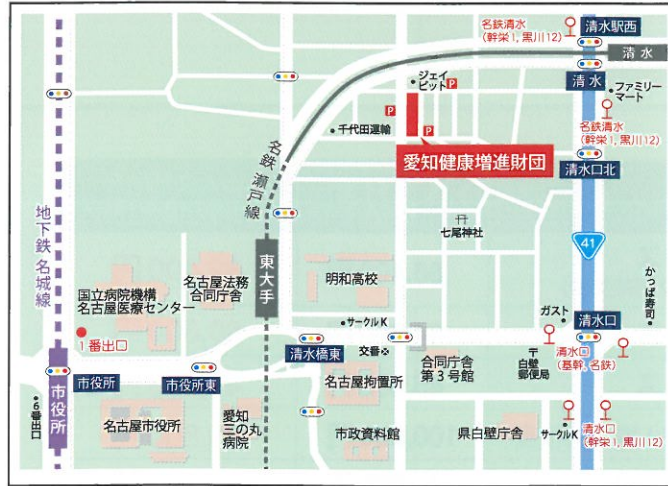 名鉄清水
(幹栄1, 黒川12)
清水駅西
清水
ジェイ
ビット
P
清水
ファミリー
マート
P
千代田運輸
P
名鉄清水
(幹栄1, 黒川12)
愛知健康増進財団
清水口北
名鉄 瀬戸線
地下鉄 名城線
七尾神社
41
東大手
名古屋法務
合同庁舎
明和高校
国立病院機構
名古屋医療センター
かっぱ寿司
ガスト
サークルK
清水口
1番出口
清水橋東
交番
合同庁舎
第3号館
〒
白壁
郵便局
清水口
(基幹, 名鉄)
市役所
市役所
市役所東
名古屋拘置所
6番出口
名古屋市役所
愛知
三の丸
病院
市政資料館
県白壁庁舎
サークルK
清水口
(幹栄1, 黒川12)